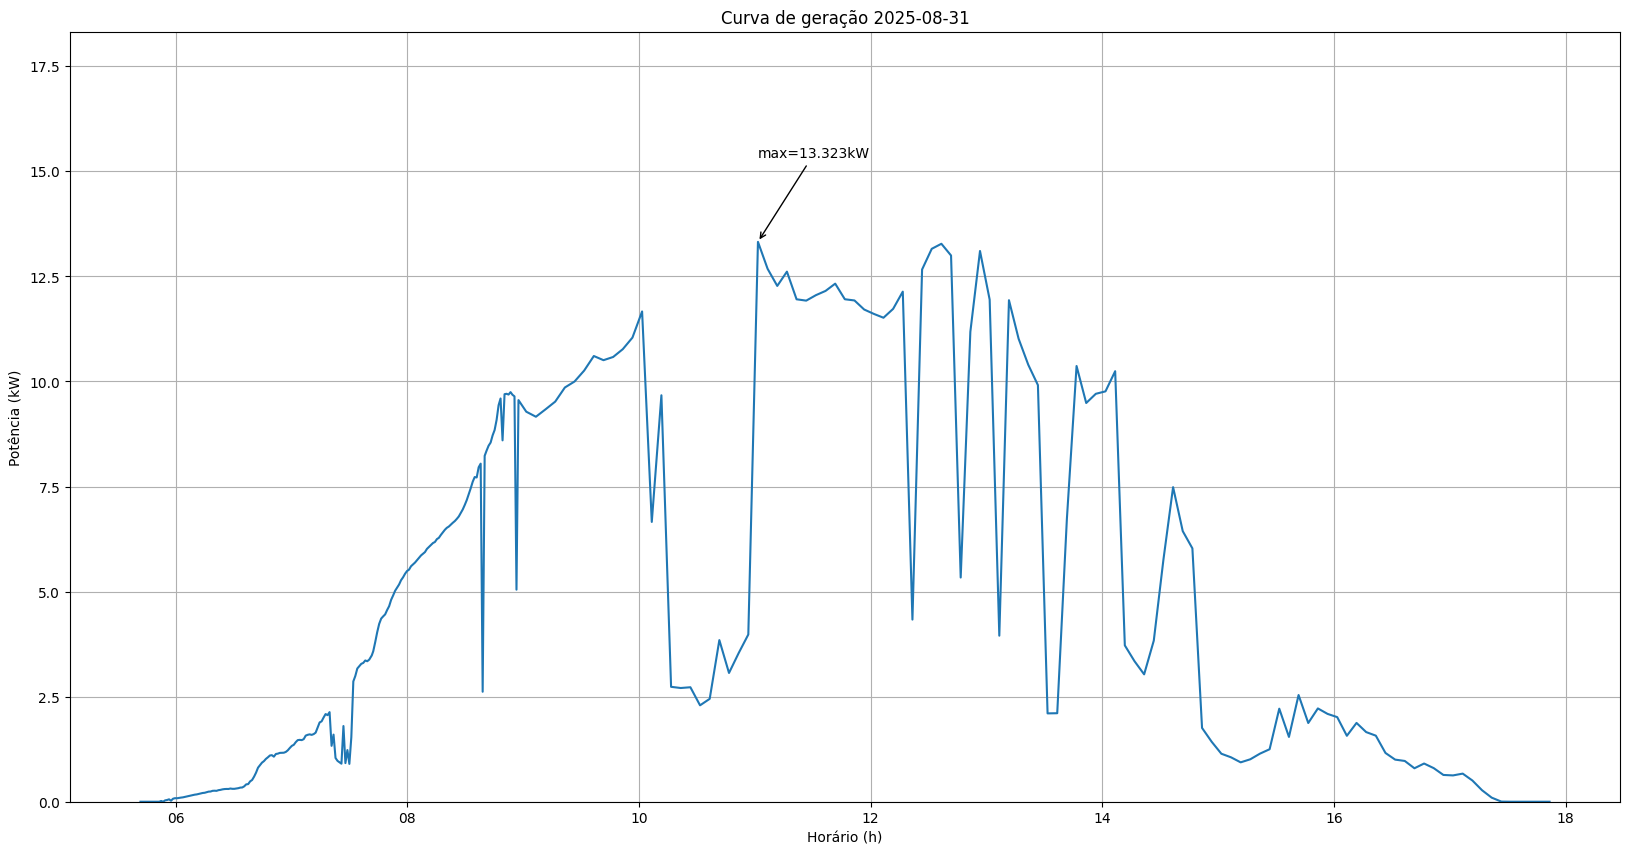 Curva de geração 2025-08-31
17.5
15.0
12.5
10.0
7.5
5.0
2.5
0.0
Potência (kW)
max=13.323kW
06 08 10 12 14 16 18
Horário (h)